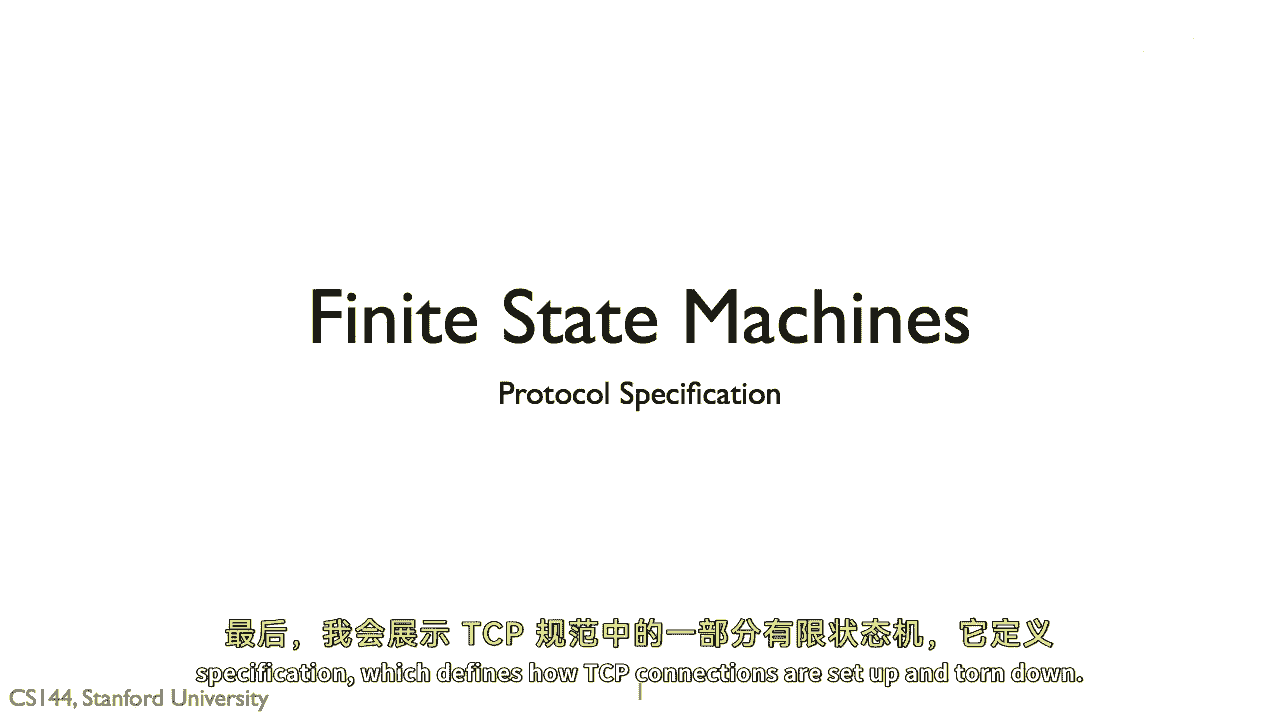 Finite State Machines
Protocol Specification
最后，我会展示 TCP 规范中的一部分有限状态机，它定义
specification, which defines how TCP connections are set up and torn down.
CS144, Stanford University
1